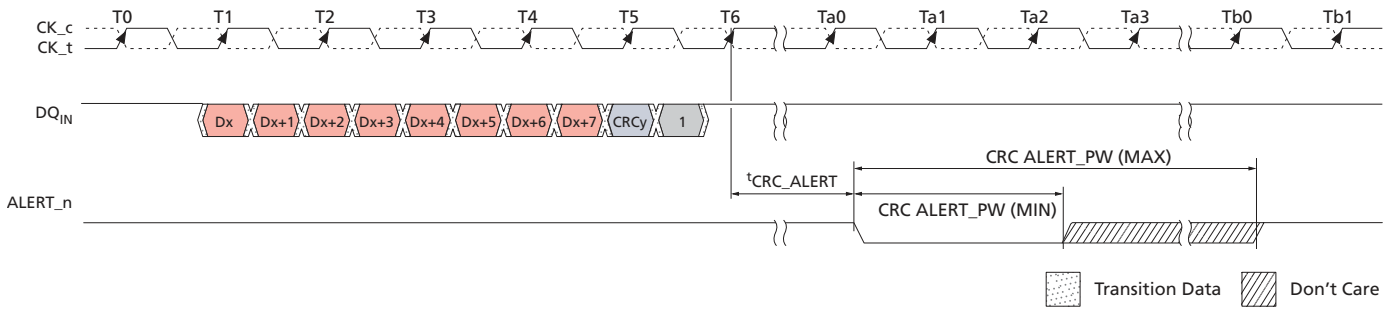 T0 T1 T2 T3 T4 T5 T6 Ta0 Ta1 Ta2 Ta3 Tb0 Tb1
CK_c
CK_t
DQIN
Dx Dx+1 Dx+2 Dx+3 Dx+4 Dx+5 Dx+6 Dx+7 CRCy 1
CRC ALERT_PW (MAX)
tCRC_ALERT
ALERT_n
CRC ALERT_PW (MIN)
Transition Data
Don't Care